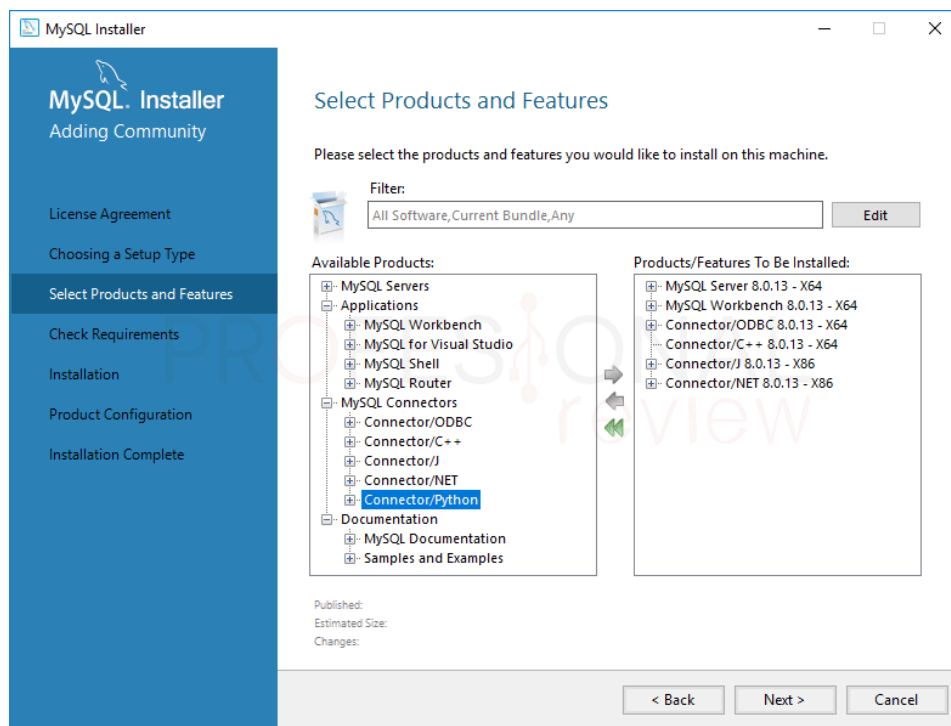 MySQL Installer
MySQL. Installer
Adding Community
License Agreement
Choosing a Setup Type
Select Products and Features
Check Requirements
Installation
Product Configuration
Installation Complete
Select Products and Features
Please select the products and features you would like to install on this machine.
Filter:
All Software,Current Bundle,Any
Edit
Available Products:
MySQL Servers
Applications
MySQL Workbench
MySQL for Visual Studio
MySQL Shell
MySQL Router
MySQL Connectors
Connector/ODBC
Connector/C++
Connector/J
Connector/NET
Connector/Python
Documentation
MySQL Documentation
Samples and Examples
Products/Features To Be Installed:
MySQL Server 8.0.13 - X64
MySQL Workbench 8.0.13 - X64
Connector/ODBC 8.0.13 - X64
Connector/C++ 8.0.13 - X64
Connector/J 8.0.13 - X86
Connector/NET 8.0.13 - X86
PROFESIONAL
review
Published:
Estimated Size:
Changes:
< Back
Next >
Cancel